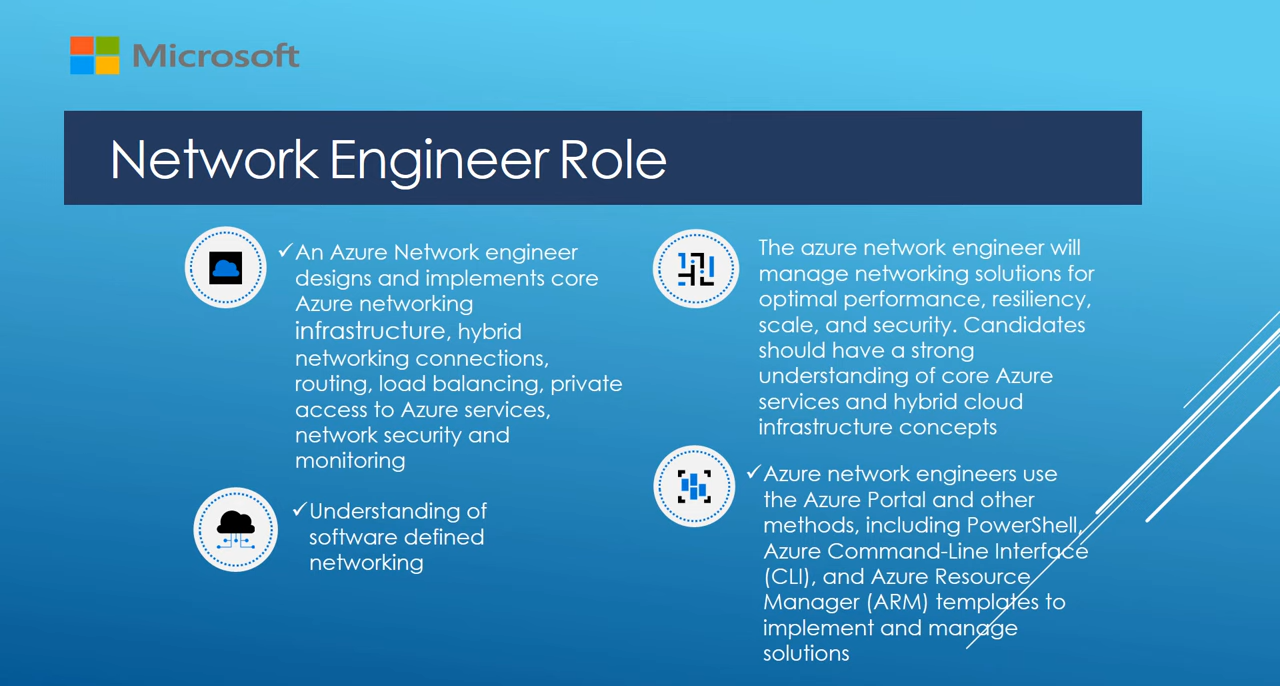 Microsoft
Network Engineer Role
✓An Azure Network engineer
designs and implements core
Azure networking
infrastructure, hybrid
networking connections,
routing, load balancing, private
access to Azure services,
network security and
monitoring
✓Understanding of
software defined
networking
The azure network engineer will
manage networking solutions for
optimal performance, resiliency,
scale, and security. Candidates
should have a strong
understanding of core Azure
services and hybrid cloud
infrastructure concepts
✓Azure network engineers use
the Azure Portal and other
methods, including PowerShell,
Azure Command-Line Interface
(CLI), and Azure Resource
Manager (ARM) templates to
implement and manage
solutions